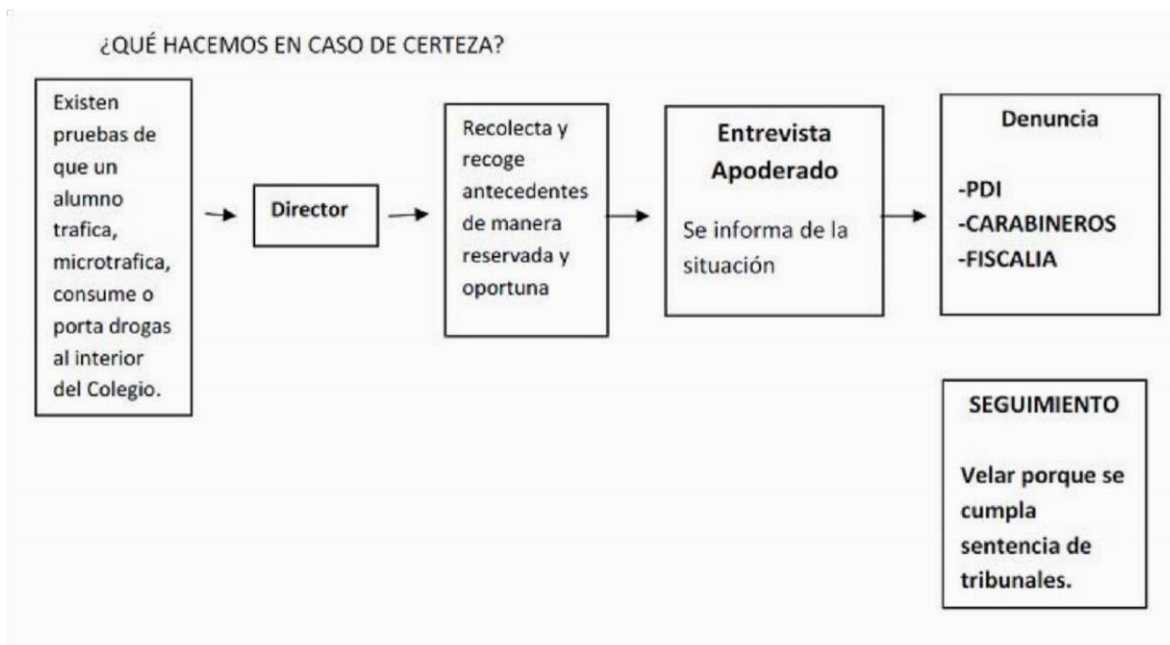 ¿QUÉ HACEMOS EN CASO DE CERTEZA?
Existen
pruebas de
que un
alumno
trafica,
microtrafica,
consume o
porta drogas
al interior
del Colegio.
Director
Recolecta y
recoge
antecedentes
de manera
reservada y
oportuna
Entrevista
Apoderado
Se informa de la
situación
Denuncia
-PDI
-CARABINEROS
-FISCALIA
SEGUIMIENTO
Velar porque se
cumpla
sentencia de
tribunales.